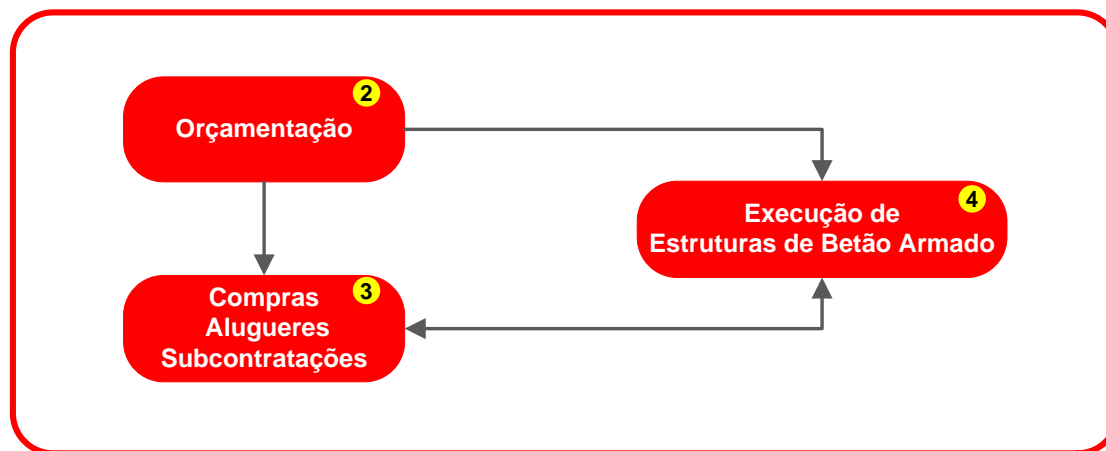 2
Orçamentação
4
Execução de
Estruturas de Betão Armado
3
Compras
Alugueres
Subcontratações